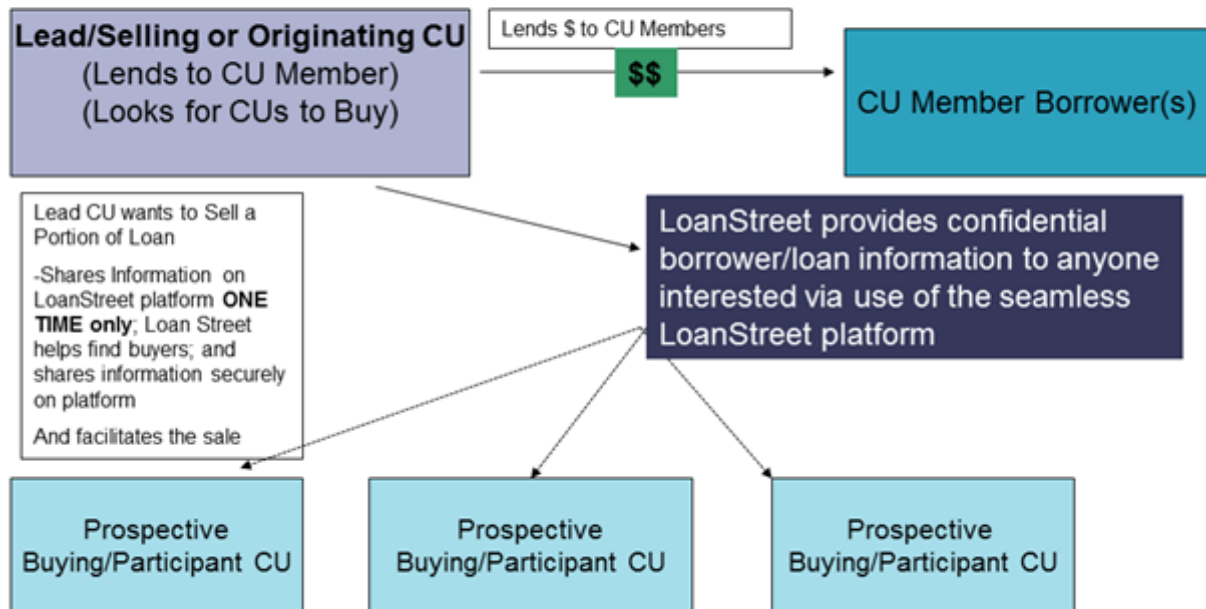 Lead/Selling or Originating CU
(Lends to CU Member)
(Looks for CUs to Buy)
Lends $ to CU Members
$$
CU Member Borrower(s)
Lead CU wants to Sell a
Portion of Loan
-Shares Information on
LoanStreet platform ONE
TIME only; Loan Street
helps find buyers; and
shares information securely
on platform
And facilitates the sale
LoanStreet provides confidential
borrower/loan information to anyone
interested via use of the seamless
LoanStreet platform
Prospective
Buying/Participant CU
Prospective
Buying/Participant CU
Prospective
Buying/Participant CU